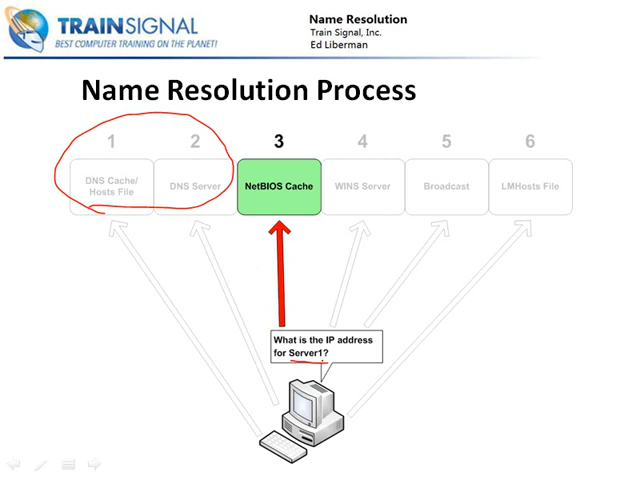 TRAINSIGNAL
BEST COMPUTER TRAINING ON THE PLANET!
Name Resolution
Train Signal, Inc.
Ed Liberman
Name Resolution Process
1 2 3 4 5 6
DNS Cache/
Hosts File
DNS Server
NetBIOS Cache
WINS Server
Broadcast
LMHosts File
What is the IP address
for Server1?